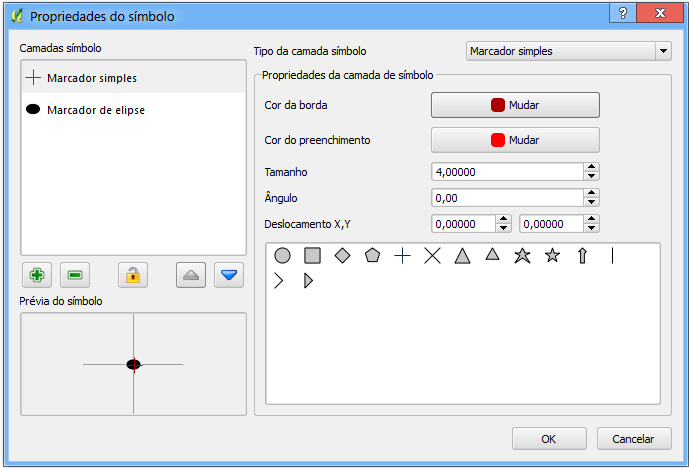 Propriedades do símbolo
?
Camadas símbolo
Marcador simples
Marcador de elipse
Prévia do símbolo
Tipo da camada símbolo
Marcador simples
Propriedades da camada de símbolo
Cor da borda
Mudar
Cor do preenchimento
Mudar
Tamanho
4,00000
Ângulo
0,00
Deslocamento X,Y
0,00000
0,00000
OK
Cancelar